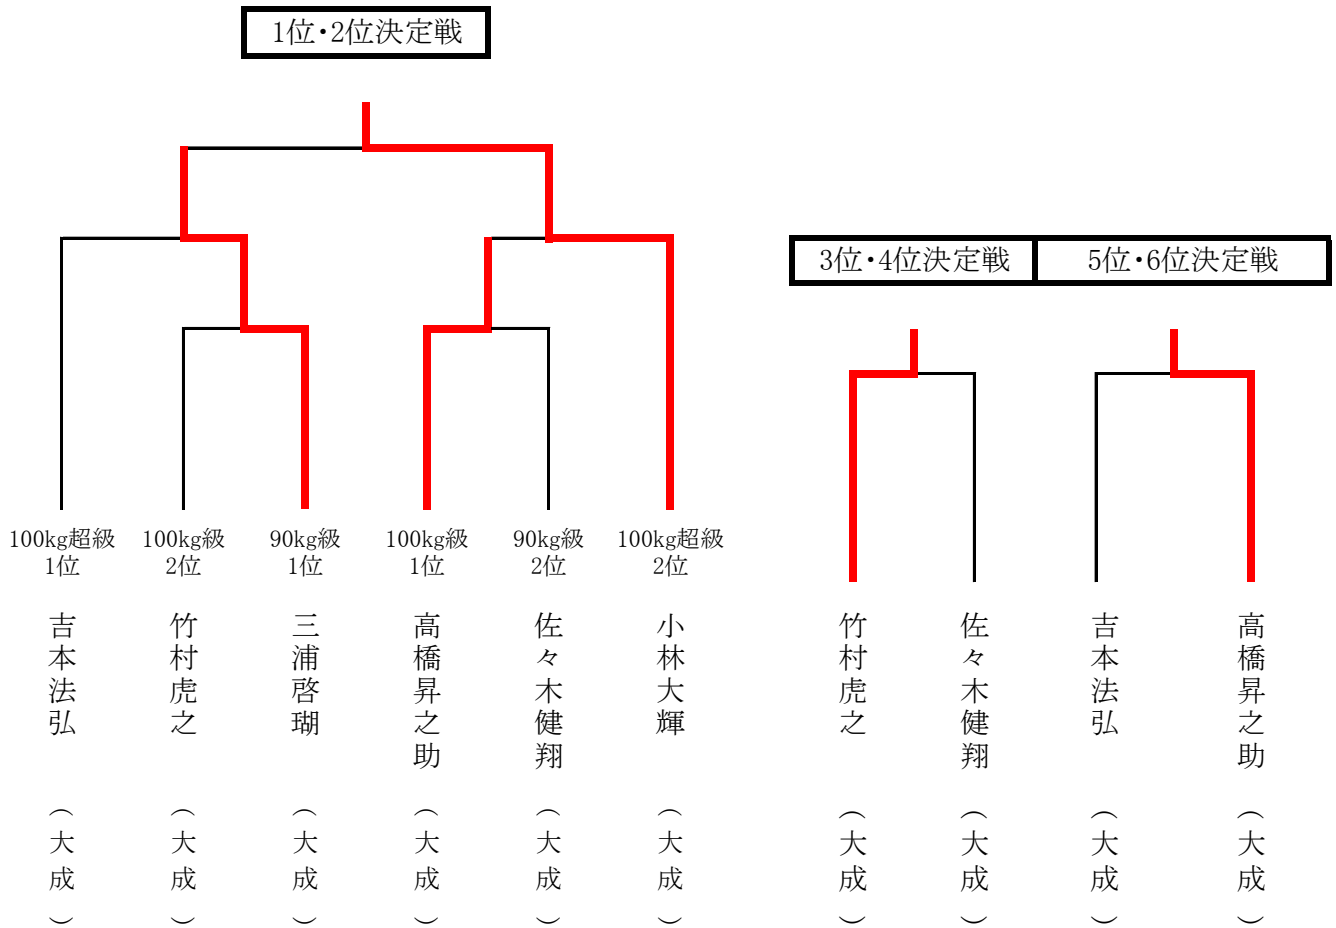 1位・2位決定戦
3位・4位決定戦
5位・6位決定戦
100kg超級
1位
100kg級
2位
90kg級
1位
100kg級
1位
90kg級
2位
100kg超級
2位
吉本法弘
（大成）
竹村虎之
（大成）
三浦啓瑚
（大成）
高橋昇之助
（大成）
佐々木健翔
（大成）
小林大輝
（大成）
竹村虎之
（大成）
佐々木健翔
（大成）
吉本法弘
（大成）
高橋昇之助
（大成）